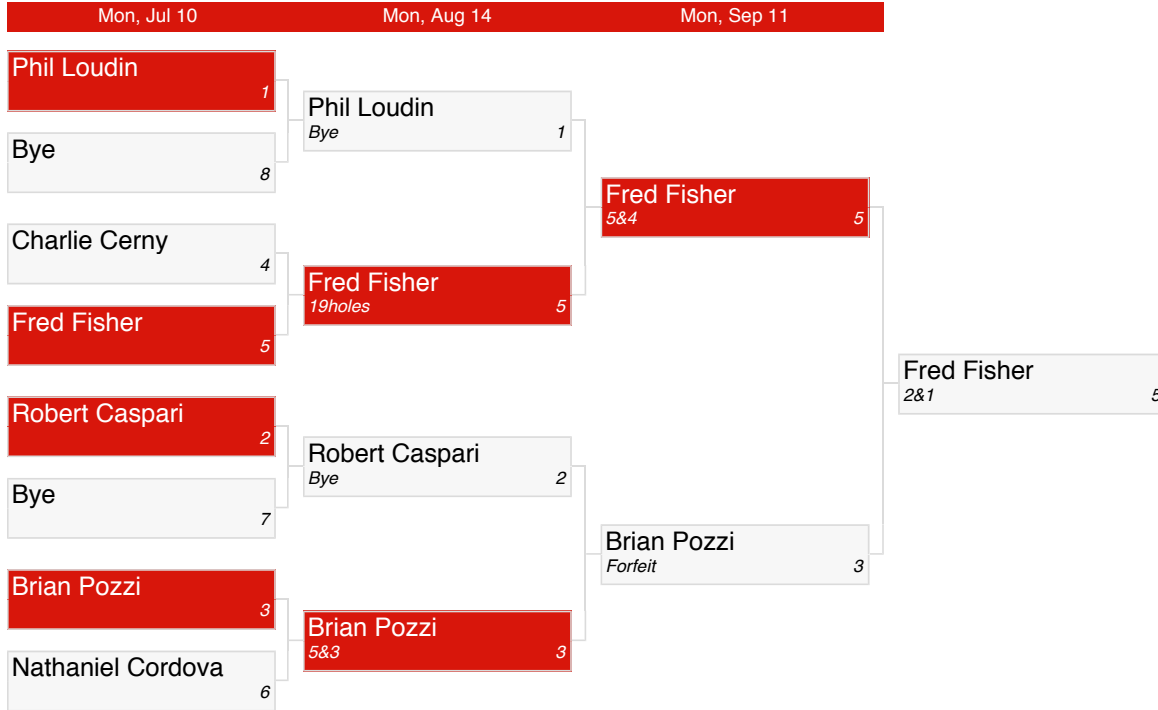 Mon, Jul 10
Mon, Aug 14
Mon, Sep 11
Phil Loudin
1
Bye
8
Charlie Cerny
4
Fred Fisher
5
Robert Caspari
2
Bye
7
Brian Pozzi
3
Nathaniel Cordova
6
Phil Loudin
Bye 1
Fred Fisher
19holes 5
Robert Caspari
Bye 2
Brian Pozzi
5&3 3
Fred Fisher
5&4 5
Brian Pozzi
Forfeit 3
Fred Fisher
2&1 5